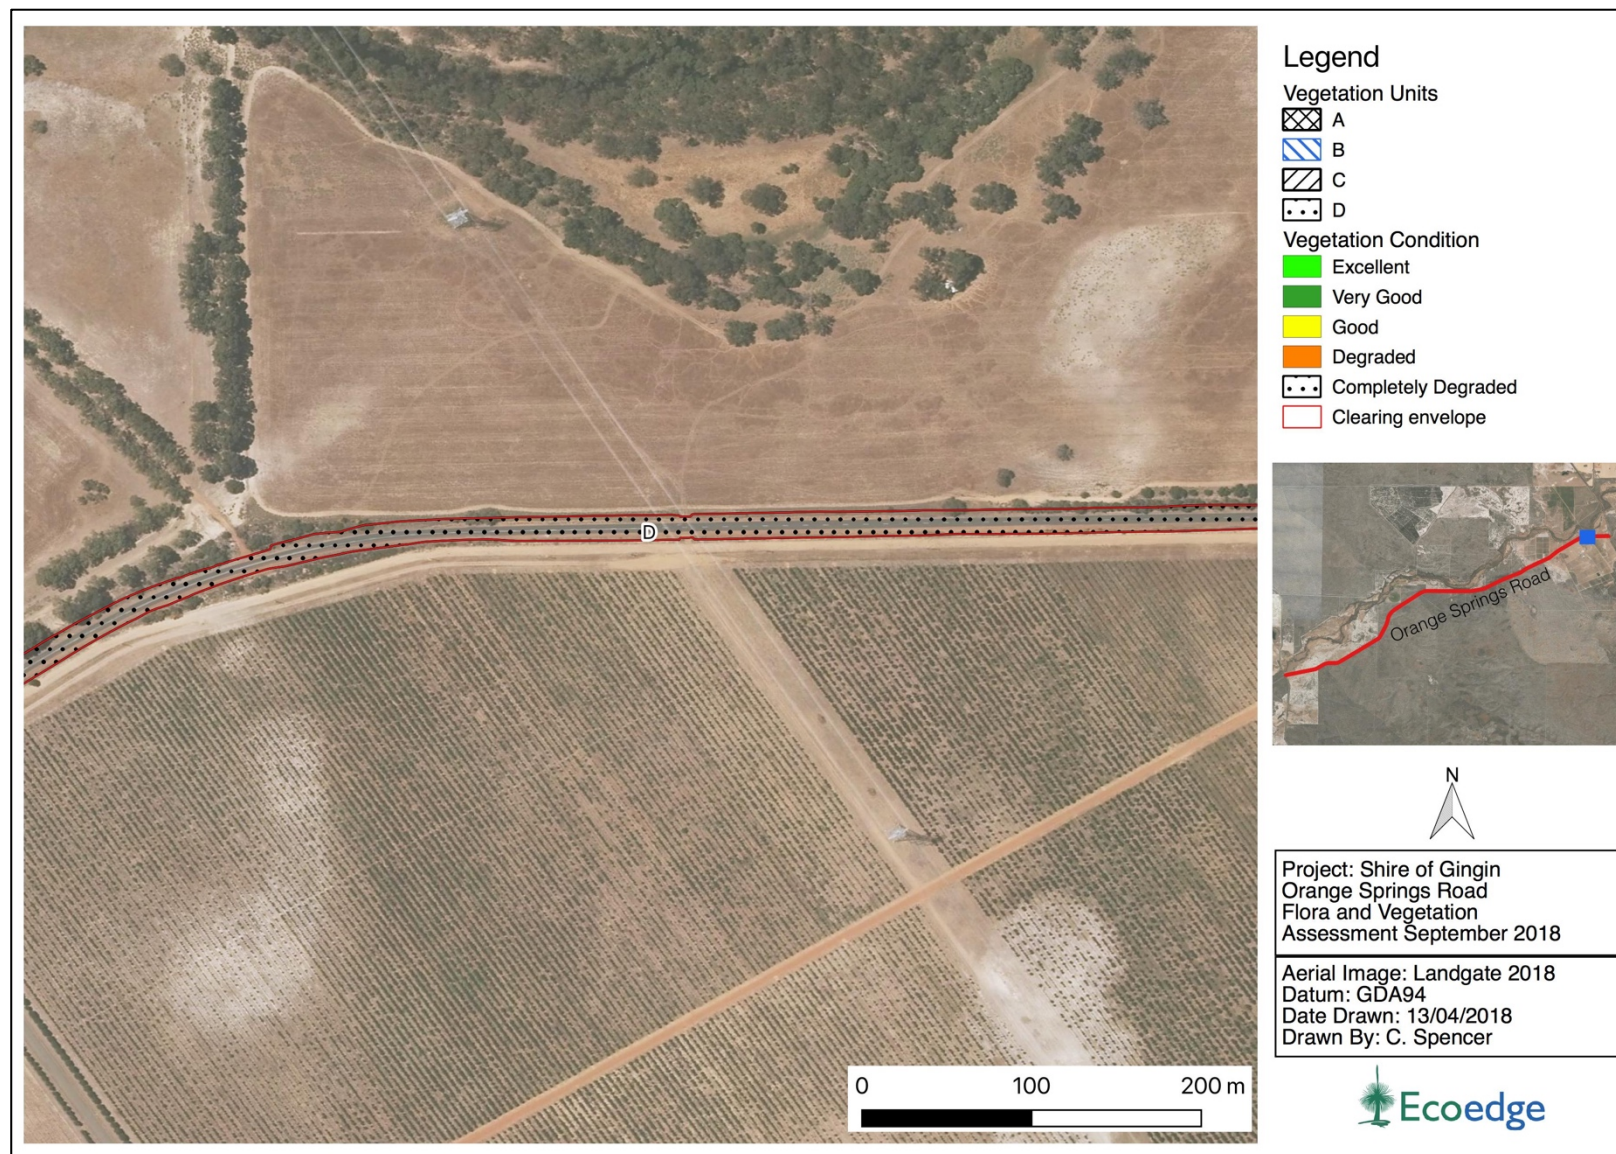 Legend
Vegetation Units
A
B
C
D
Vegetation Condition
Excellent
Very Good
Good
Degraded
Completely Degraded
Clearing envelope
D
Orange Springs Road
N
Project: Shire of Gingin
Orange Springs Road
Flora and Vegetation
Assessment September 2018
Aerial Image: Landgate 2018
Datum: GDA94
Date Drawn: 13/04/2018
Drawn By: C. Spencer
0 100 200 m
Ecoedge